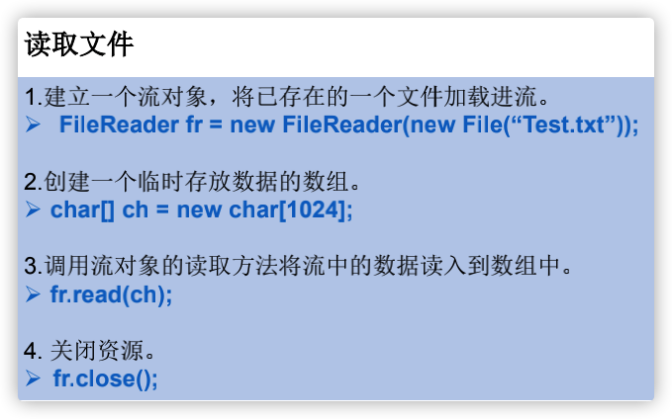 读取文件
1.建立一个流对象，将已存在的一个文件加载进流。
➢ FileReader fr = new FileReader(new File(“Test.txt”));
2.创建一个临时存放数据的数组。
➢ char[] ch = new char[1024];
3.调用流对象的读取方法将流中的数据读入到数组中。
➢ fr.read(ch);
4. 关闭资源。
➢ fr.close();